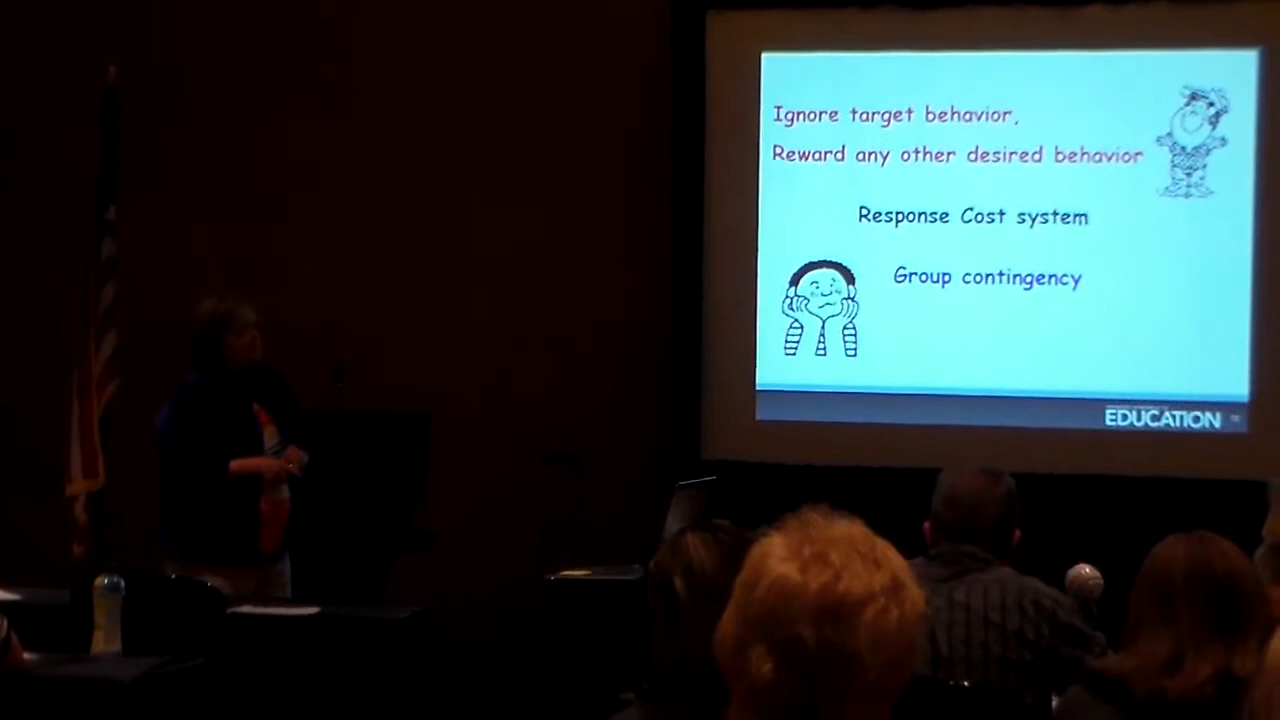 Ignore target behavior,
Reward any other desired behavior
Response Cost system
Group contingency
EDUCATION